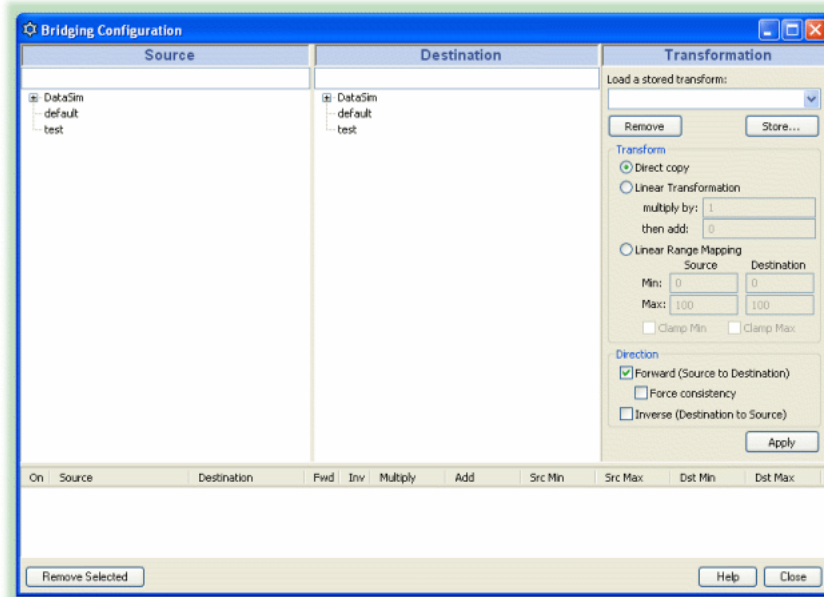 Bridging Configuration
Source Destination Transformation
DataSim
default
test
DataSim
default
test
Load a stored transform:
Remove Store...
Transform
Direct copy
Linear Transformation
multiply by: 1
then add: 0
Linear Range Mapping
Source Destination
Min: 0 0
Max: 100 100
Clamp Min Clamp Max
Direction
Forward (Source to Destination)
Force consistency
Inverse (Destination to Source)
Apply
On Source Destination Fwd Inv Multiply Add Src Min Src Max Dst Min Dst Max
Remove Selected Help Close